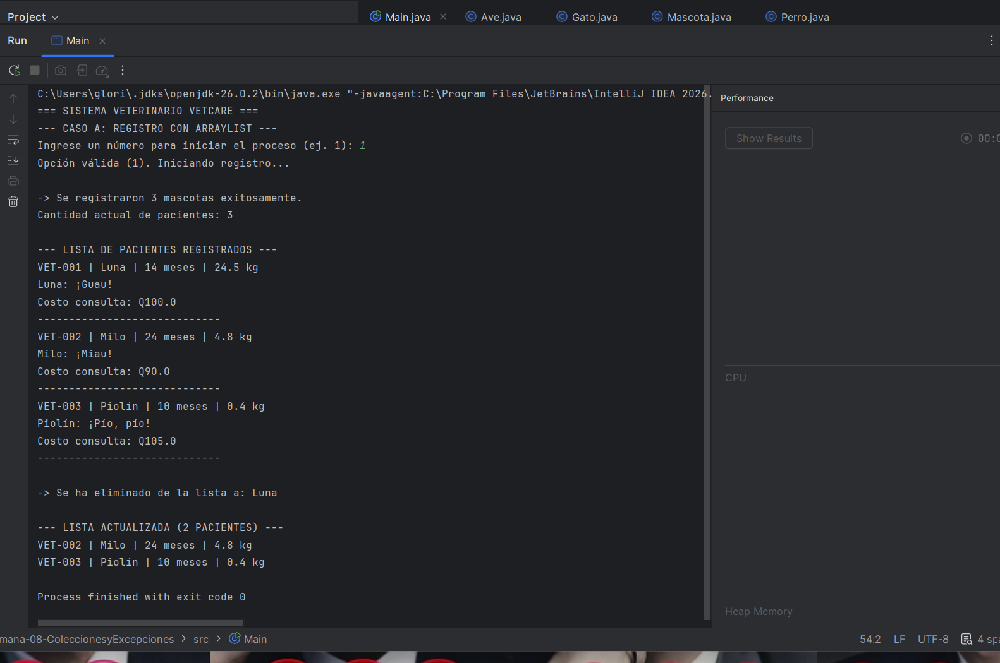 Project
Main.java
Ave.java
Gato.java
Mascota.java
Perro.java
Run
Main
C:\Users\glori\.jdks\openjdk-26.0.2\bin\java.exe "-javaagent:C:\Program Files\JetBrains\IntelliJ IDEA 2026.
=== SISTEMA VETERINARIO VETCARE ===
--- CASO A: REGISTRO CON ARRAYLIST ---
Ingrese un número para iniciar el proceso (ej. 1): 1
Opción válida (1). Iniciando registro...
-> Se registraron 3 mascotas exitosamente.
Cantidad actual de pacientes: 3
--- LISTA DE PACIENTES REGISTRADOS ---
VET-001 | Luna | 14 meses | 24.5 kg
Luna: ¡Guau!
Costo consulta: Q100.0
-----------------------------
VET-002 | Milo | 24 meses | 4.8 kg
Milo: ¡Miau!
Costo consulta: Q90.0
-----------------------------
VET-003 | Piolín | 10 meses | 0.4 kg
Piolín: ¡Pío, pío!
Costo consulta: Q105.0
-----------------------------
-> Se ha eliminado de la lista a: Luna
--- LISTA ACTUALIZADA (2 PACIENTES) ---
VET-002 | Milo | 24 meses | 4.8 kg
VET-003 | Piolín | 10 meses | 0.4 kg
Process finished with exit code 0
Performance
Show Results
00:0
CPU
Heap Memory
mana-08-ColeccionesyExcepciones > src > Main
54:2 LF UTF-8 4 spa